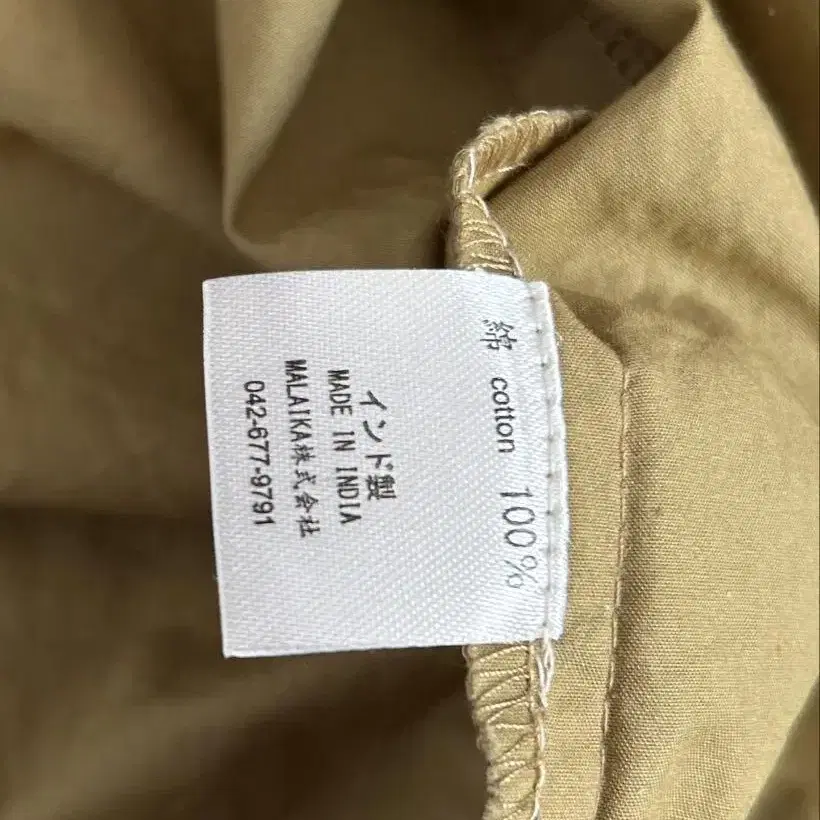 綿 cotton 100%
インド製
MADE IN INDIA
MALAIKA株式会社
042-677-9791